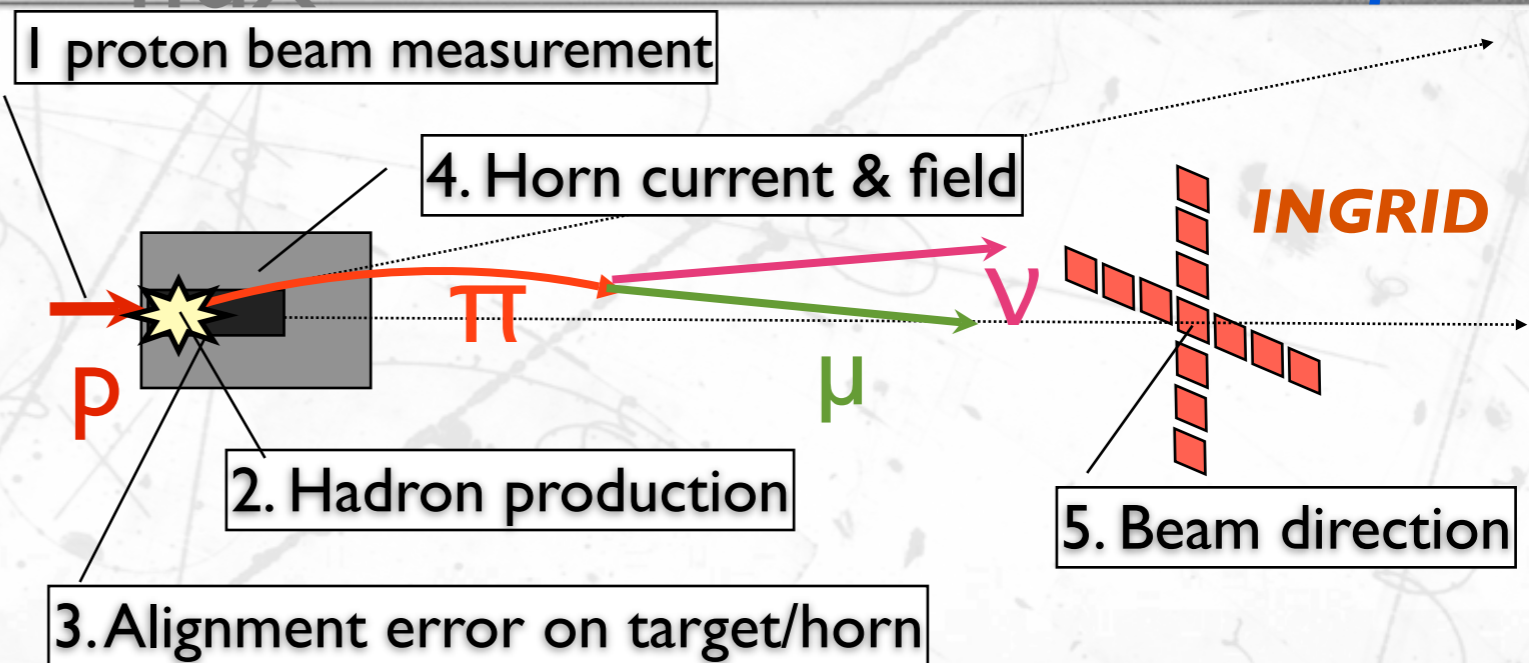 1 proton beam measurement
4. Horn current & field
INGRID
π
ν
p
μ
2. Hadron production
5. Beam direction
3. Alignment error on target/horn